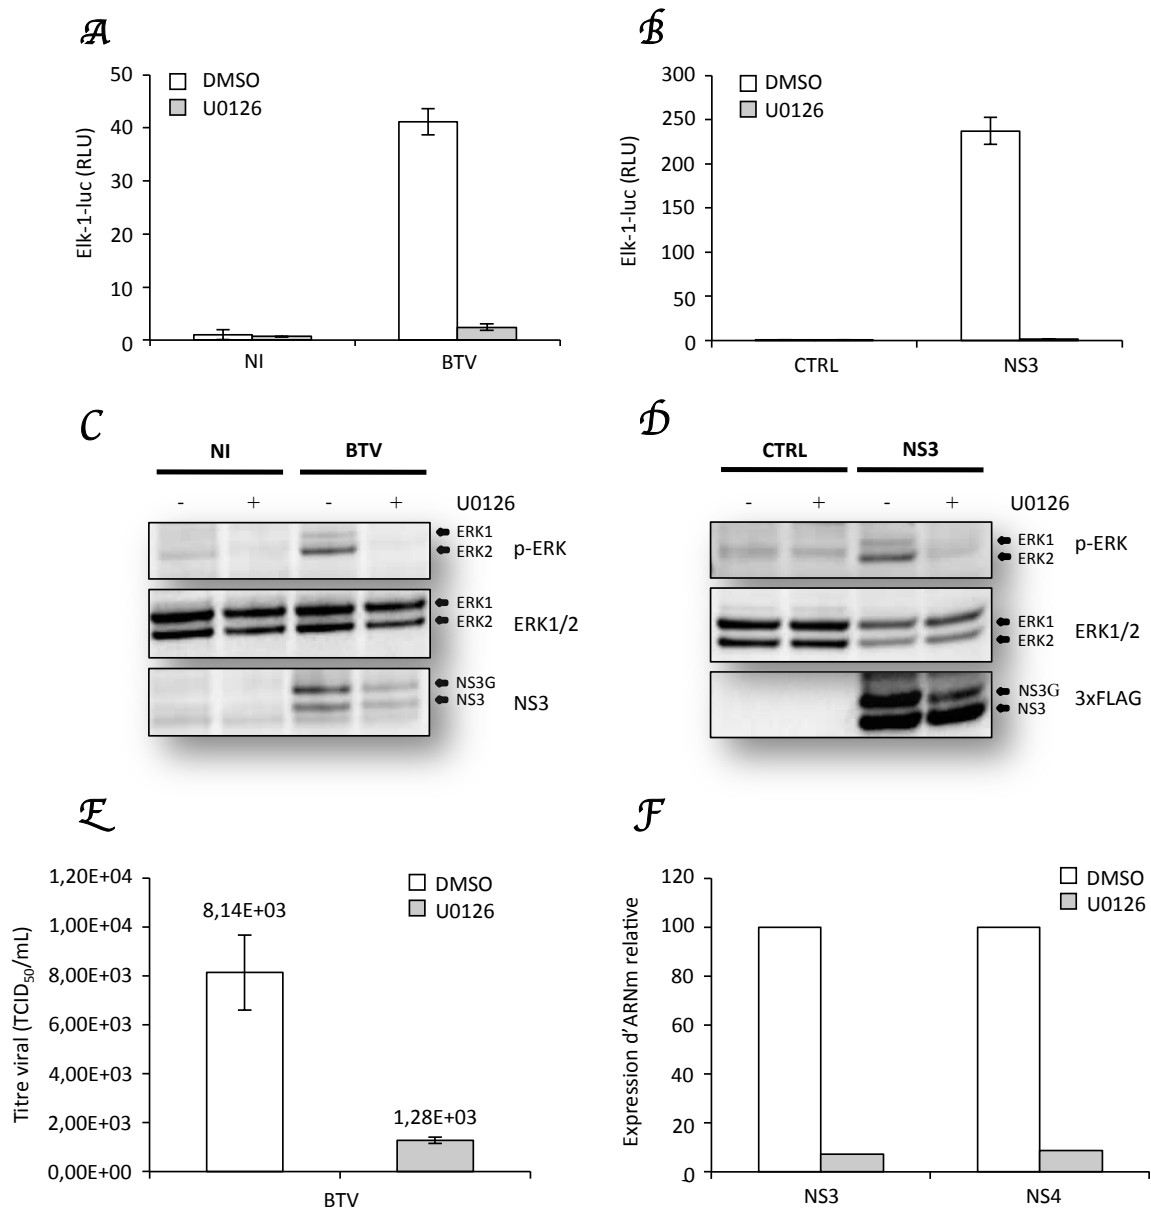 A
50
40
30
20
10
0
Elk-1-luc (RLU)
DMSO
U0126
NI
BTV
B
300
250
200
150
100
50
0
Elk-1-luc (RLU)
DMSO
U0126
CTRL
NS3
C
NI
BTV
- + - + U0126
ERK1
ERK2
p-ERK
ERK1
ERK2
ERK1/2
NS3G
NS3
NS3
D
CTRL
NS3
- + - + U0126
ERK1
ERK2
p-ERK
ERK1
ERK2
ERK1/2
NS3G
NS3
3xFLAG
E
1,20E+04
1,00E+04
8,00E+03
6,00E+03
4,00E+03
2,00E+03
0,00E+00
Titre viral (TCID50/mL)
8,14E+03
1,28E+03
DMSO
U0126
BTV
F
120
100
80
60
40
20
0
Expression d'ARNm relative
DMSO
U0126
NS3
NS4